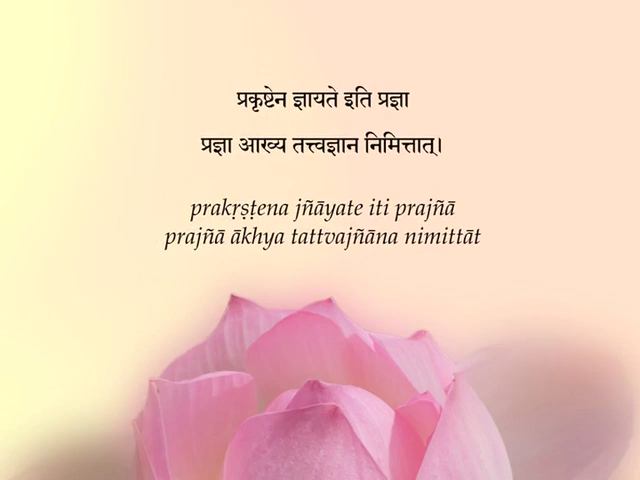 प्रकृष्टेन ज्ञायते इति प्रज्ञा
प्रज्ञा आख्य तत्त्वज्ञान निमित्तात्।
prakṛṣṭena jñāyate iti prajñā
prajñā ākhya tattvajñāna nimittāt